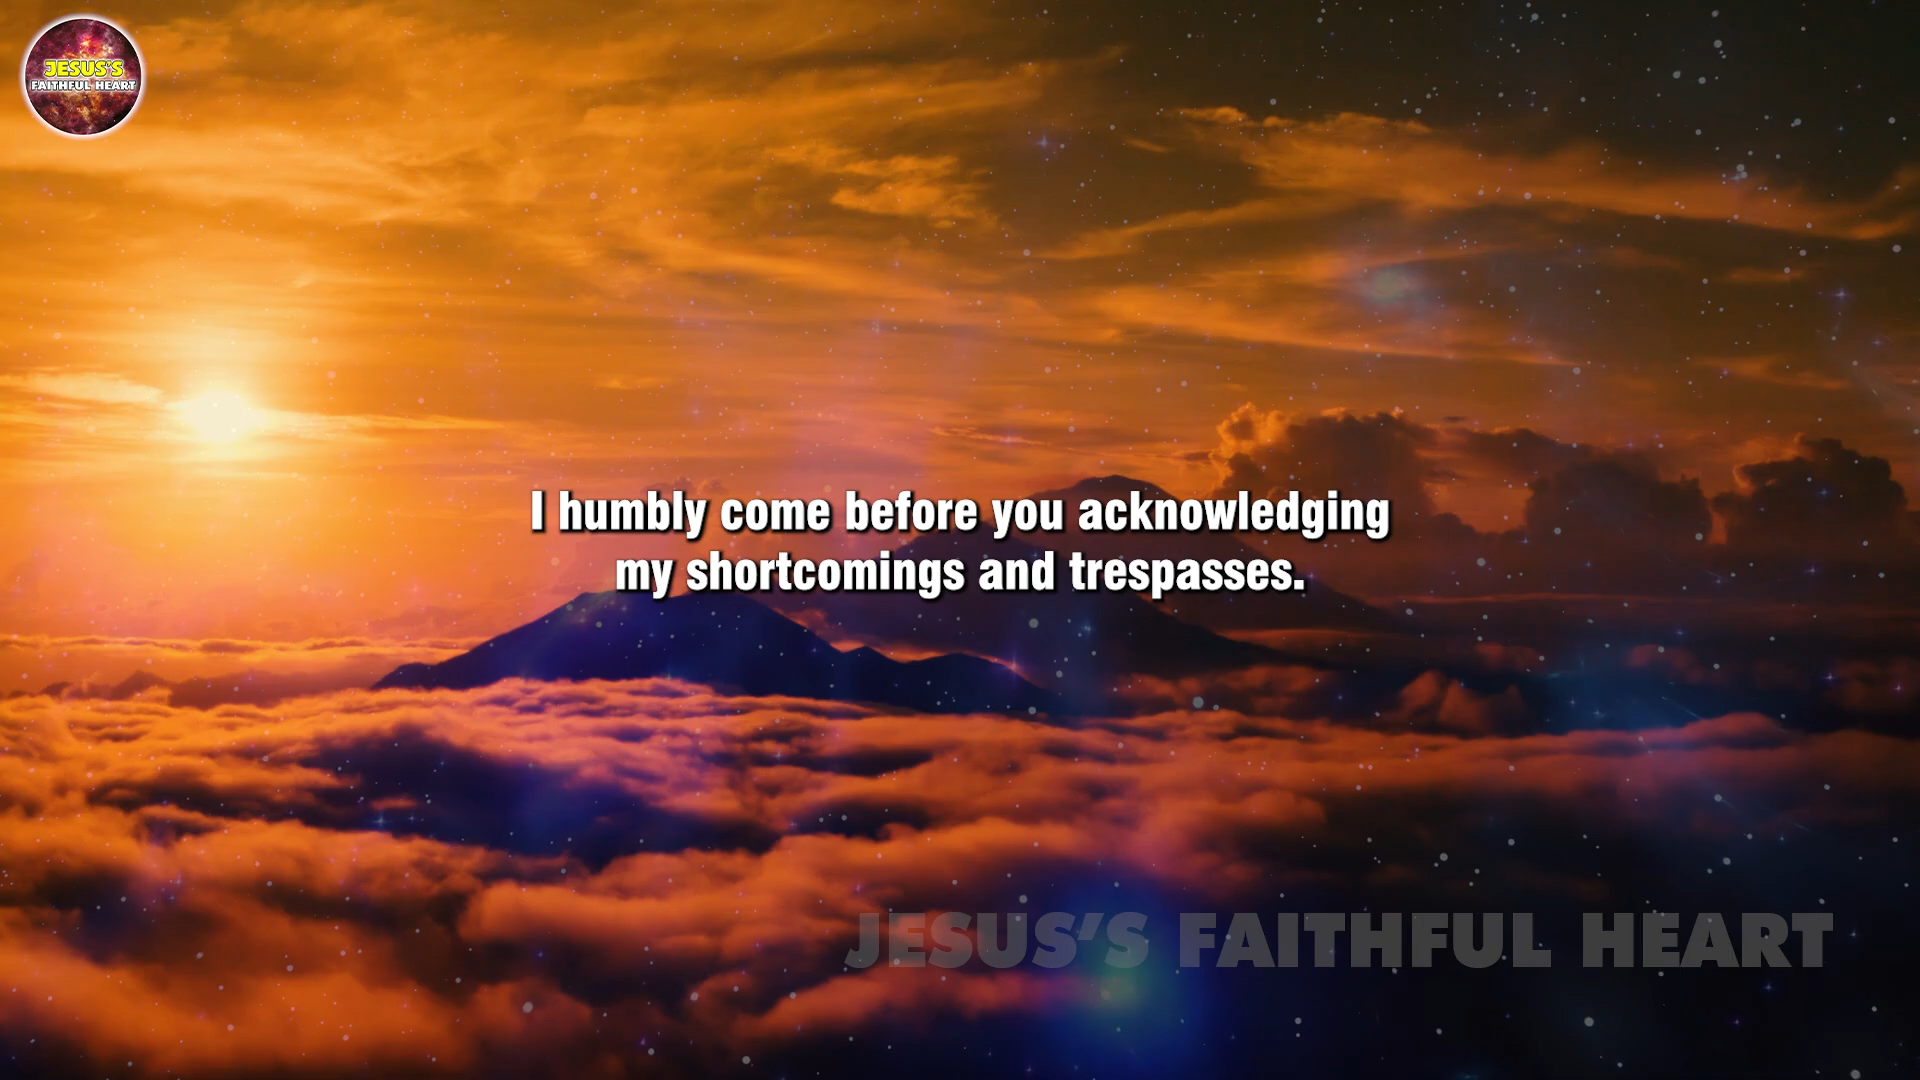 JESUS'S
FAITHFUL HEART
I humbly come before you acknowledging
my shortcomings and trespasses.
JESUS'S FAITHFUL HEART